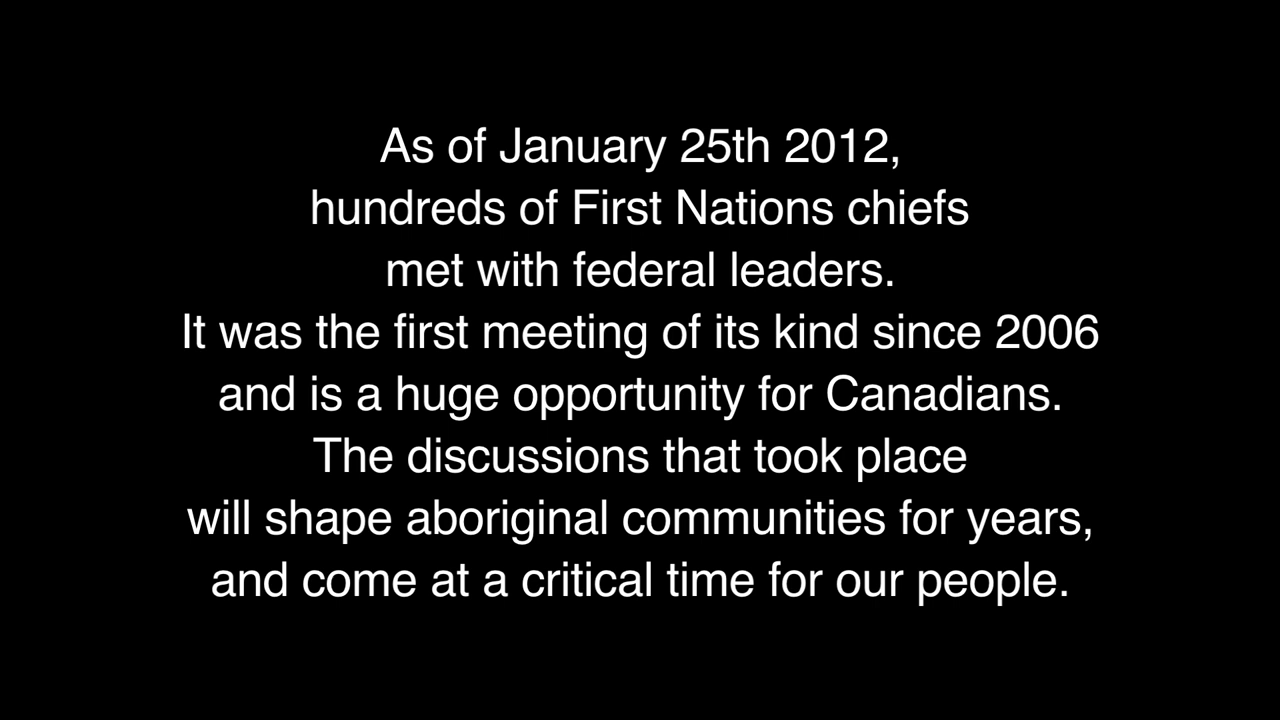 As of January 25th 2012,
hundreds of First Nations chiefs
met with federal leaders.
It was the first meeting of its kind since 2006
and is a huge opportunity for Canadians.
The discussions that took place
will shape aboriginal communities for years,
and come at a critical time for our people.